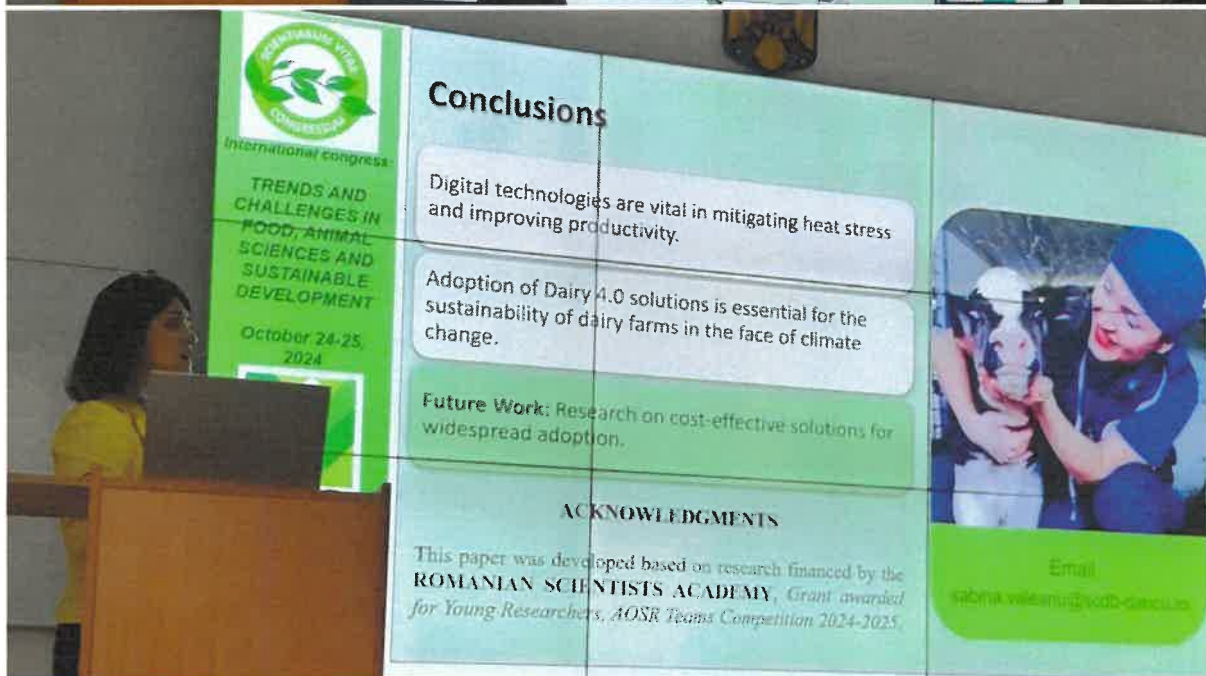 SCIENTIARUM VITAE
CONGRESSUM
International congress
TRENDS AND
CHALLENGES IN
FOOD, ANIMAL
SCIENCES AND
SUSTAINABLE
DEVELOPMENT
October 24-25,
2024
Conclusions
Digital technologies are vital in mitigating heat stress
and improving productivity.
Adoption of Dairy 4.0 solutions is essential for the
sustainability of dairy farms in the face of climate
change.
Future Work: Research on cost-effective solutions for
widespread adoption.
ACKNOWLEDGMENTS
This paper was developed based on research financed by the
ROMANIAN SCIENTISTS ACADEMY, Grant awarded
for Young Researchers, AOSR Teams Competition 2024-2025.
Email